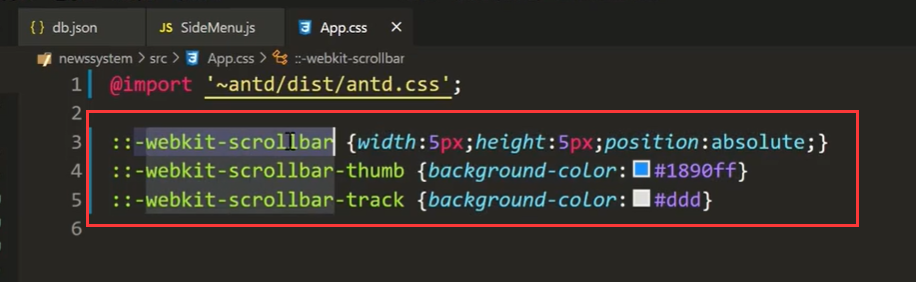 { } db.json JS SideMenu.js App.css ×
newssystem > src > App.css > ::-webkit-scrollbar
1 @import '~antd/dist/antd.css';
2
3 ::-webkit-scrollbar {width:5px;height:5px;position:absolute;}
4 ::-webkit-scrollbar-thumb {background-color:#1890ff}
5 ::-webkit-scrollbar-track {background-color:#ddd}
6